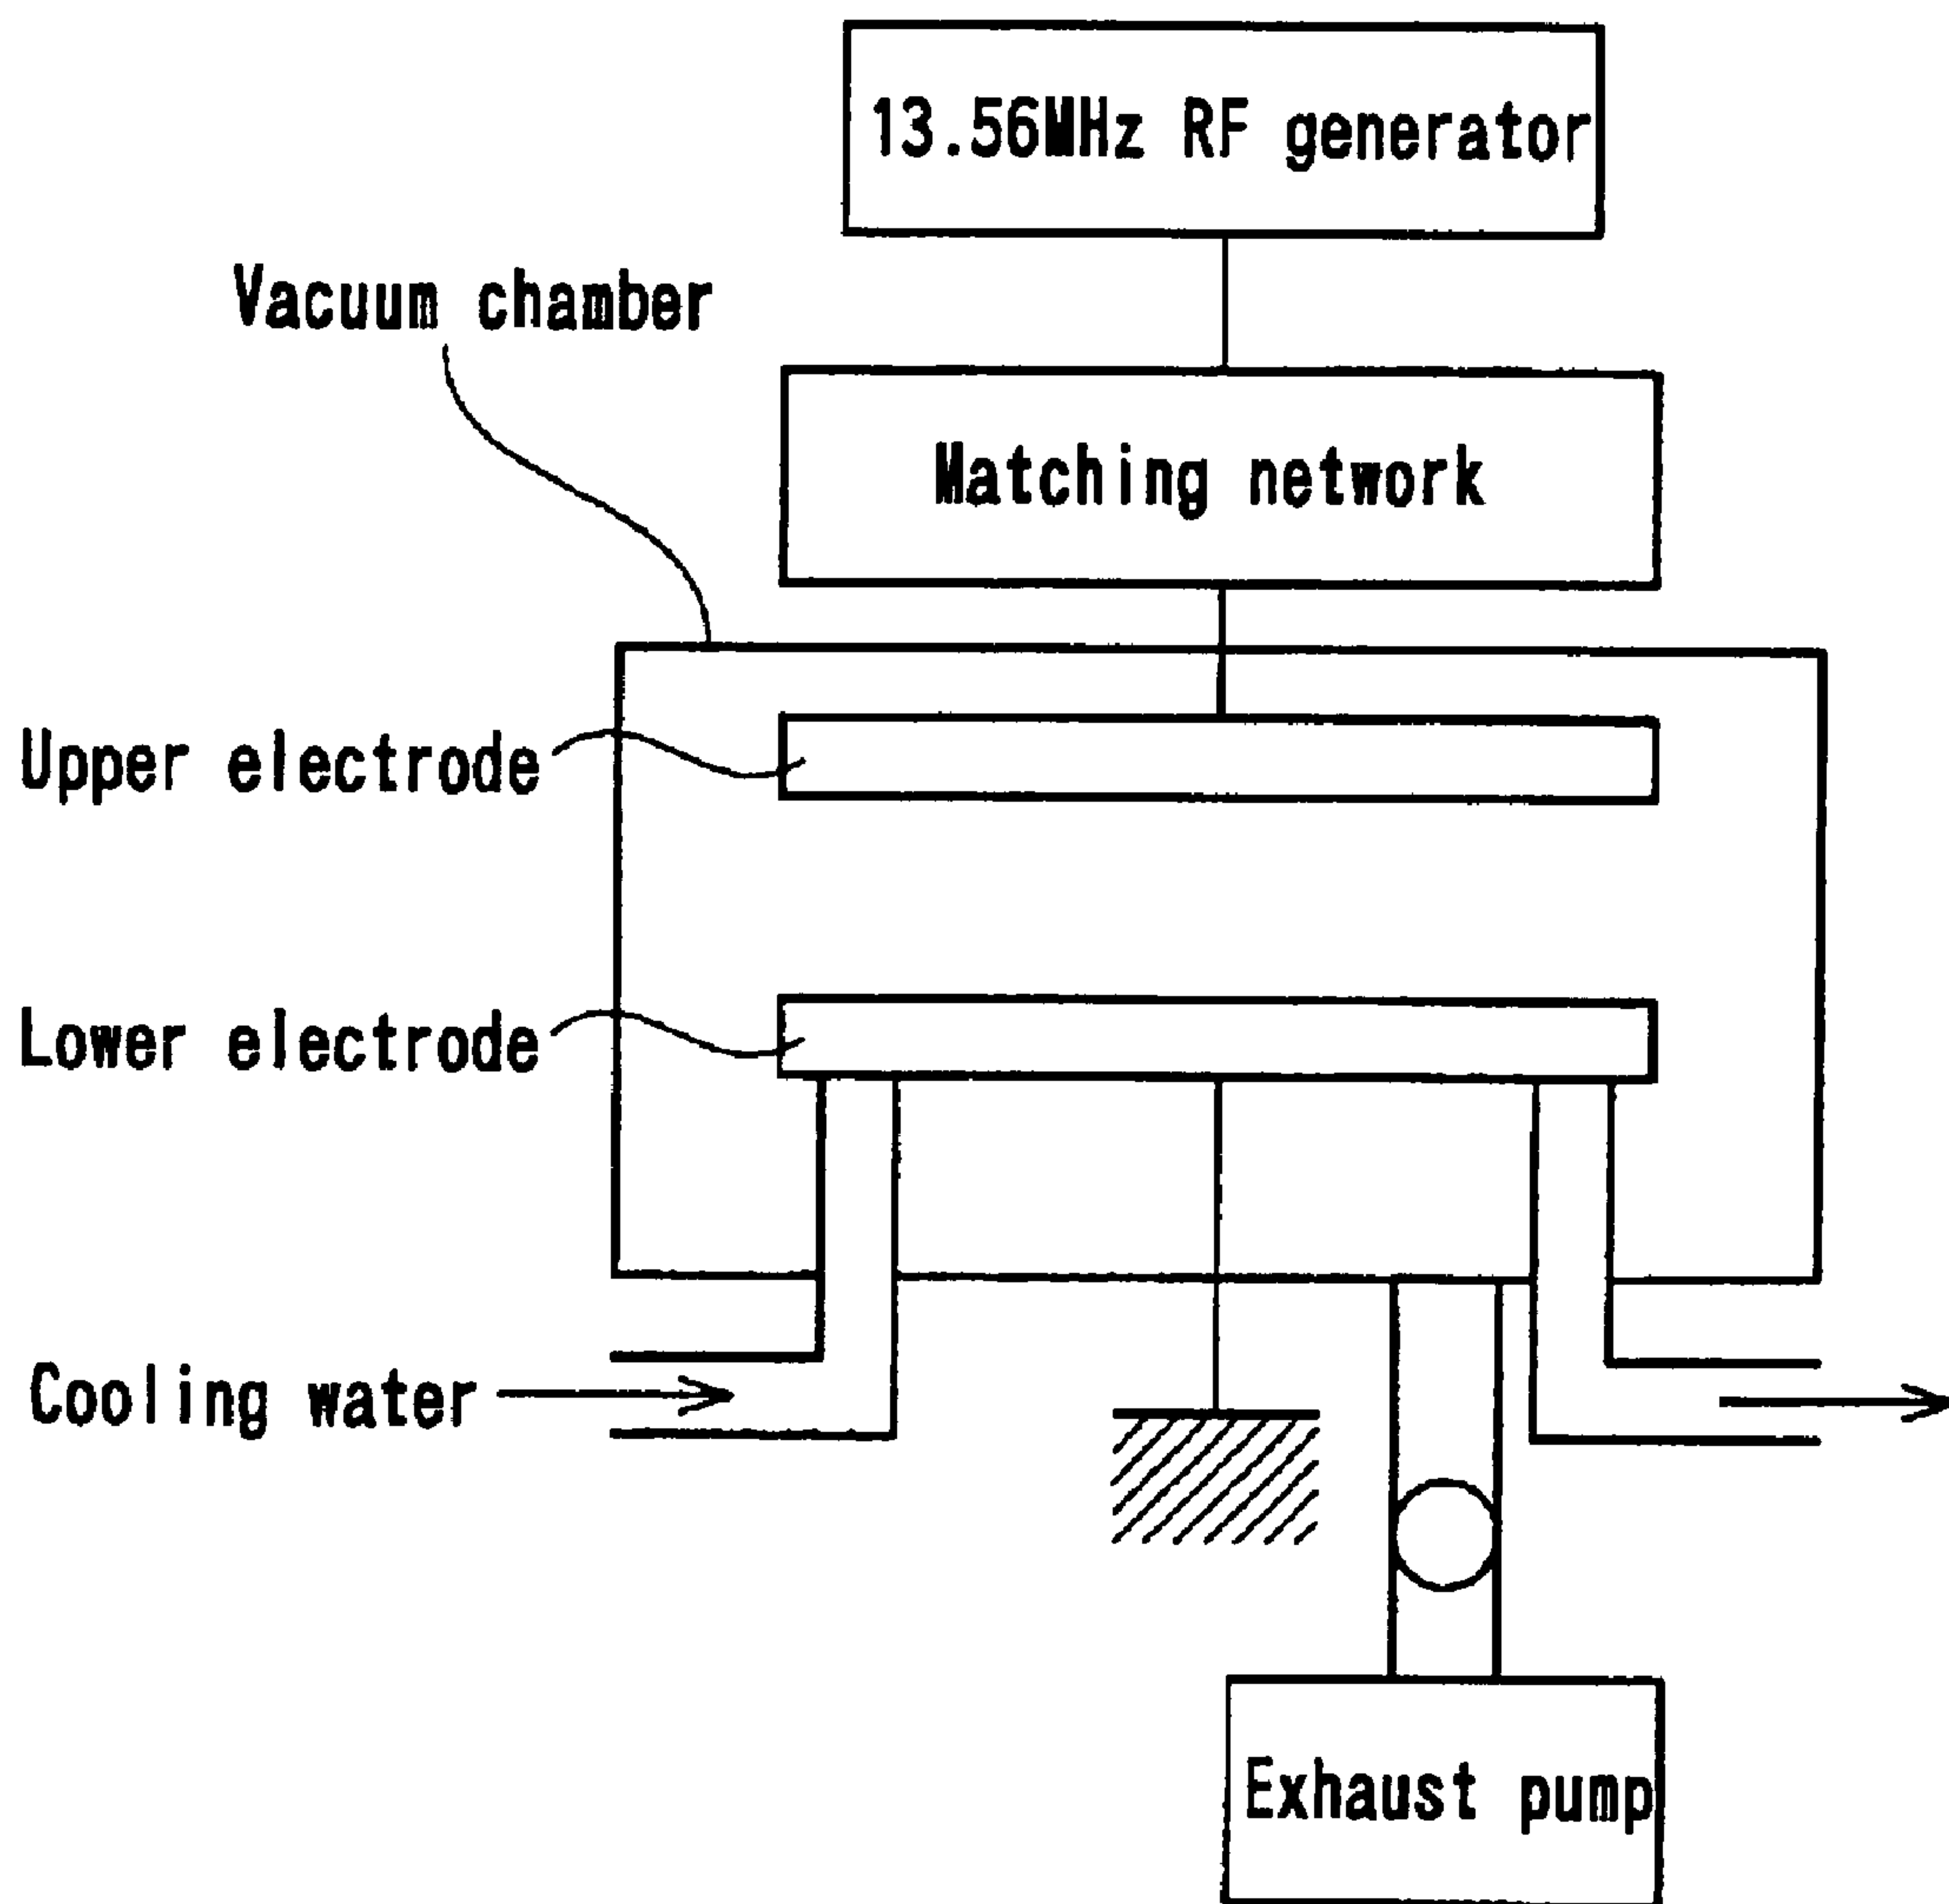 13.56MHz RF generator
Vacuum chamber
Matching network
Upper electrode
Lower electrode
Cooling water
Exhaust pump